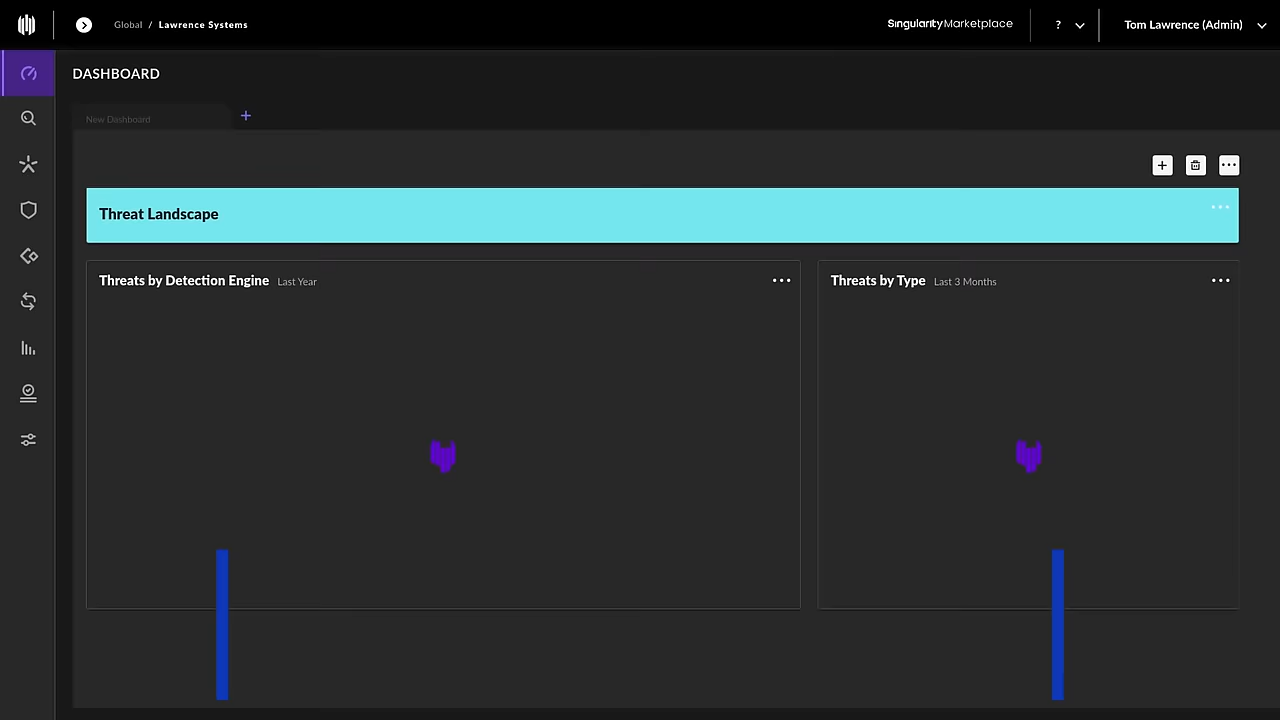 Global / Lawrence Systems
SingularityMarketplace
?
Tom Lawrence (Admin)
DASHBOARD
New Dashboard
+
Threat Landscape
Threats by Detection Engine Last Year
Threats by Type Last 3 Months